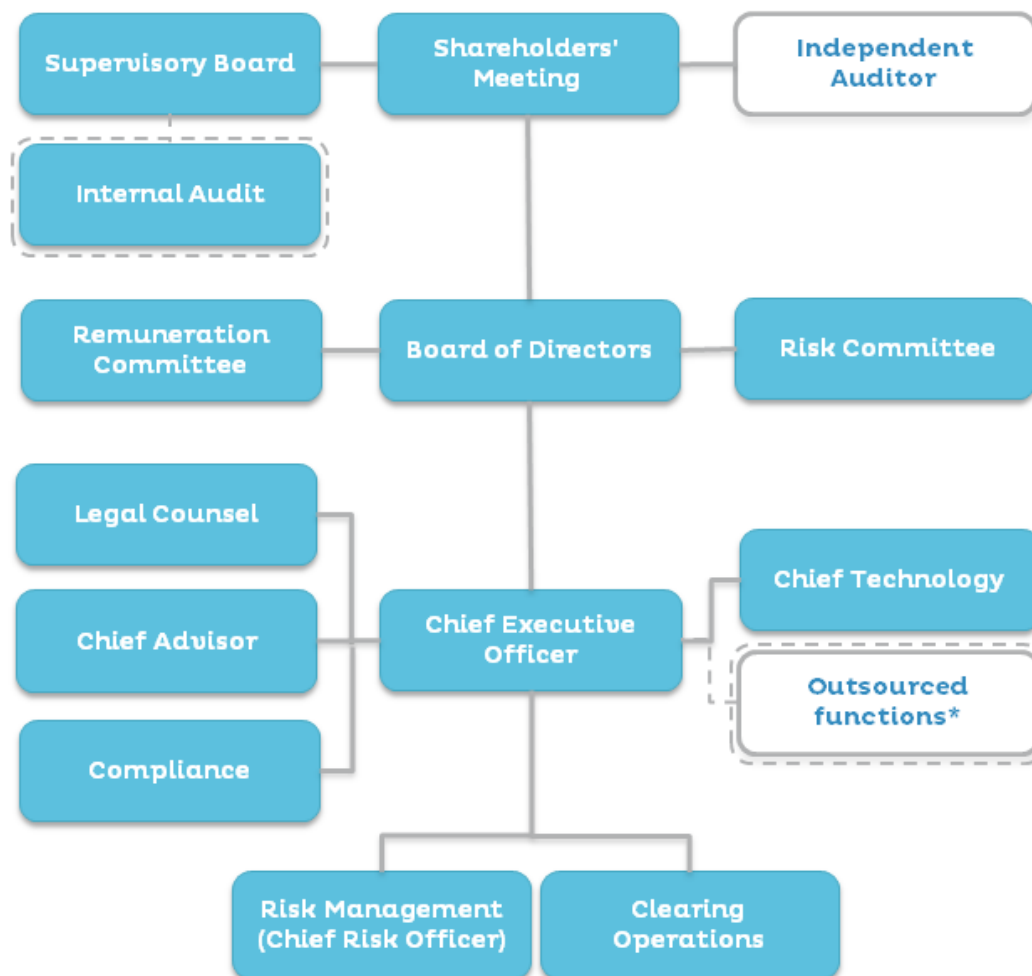 Supervisory Board
Shareholders'
Meeting
Independent
Auditor
Internal Audit
Remuneration
Committee
Board of Directors
Risk Committee
Legal Counsel
Chief Technology
Chief Advisor
Chief Executive
Officer
Outsourced
functions*
Compliance
Risk Management
(Chief Risk Officer)
Clearing
Operations